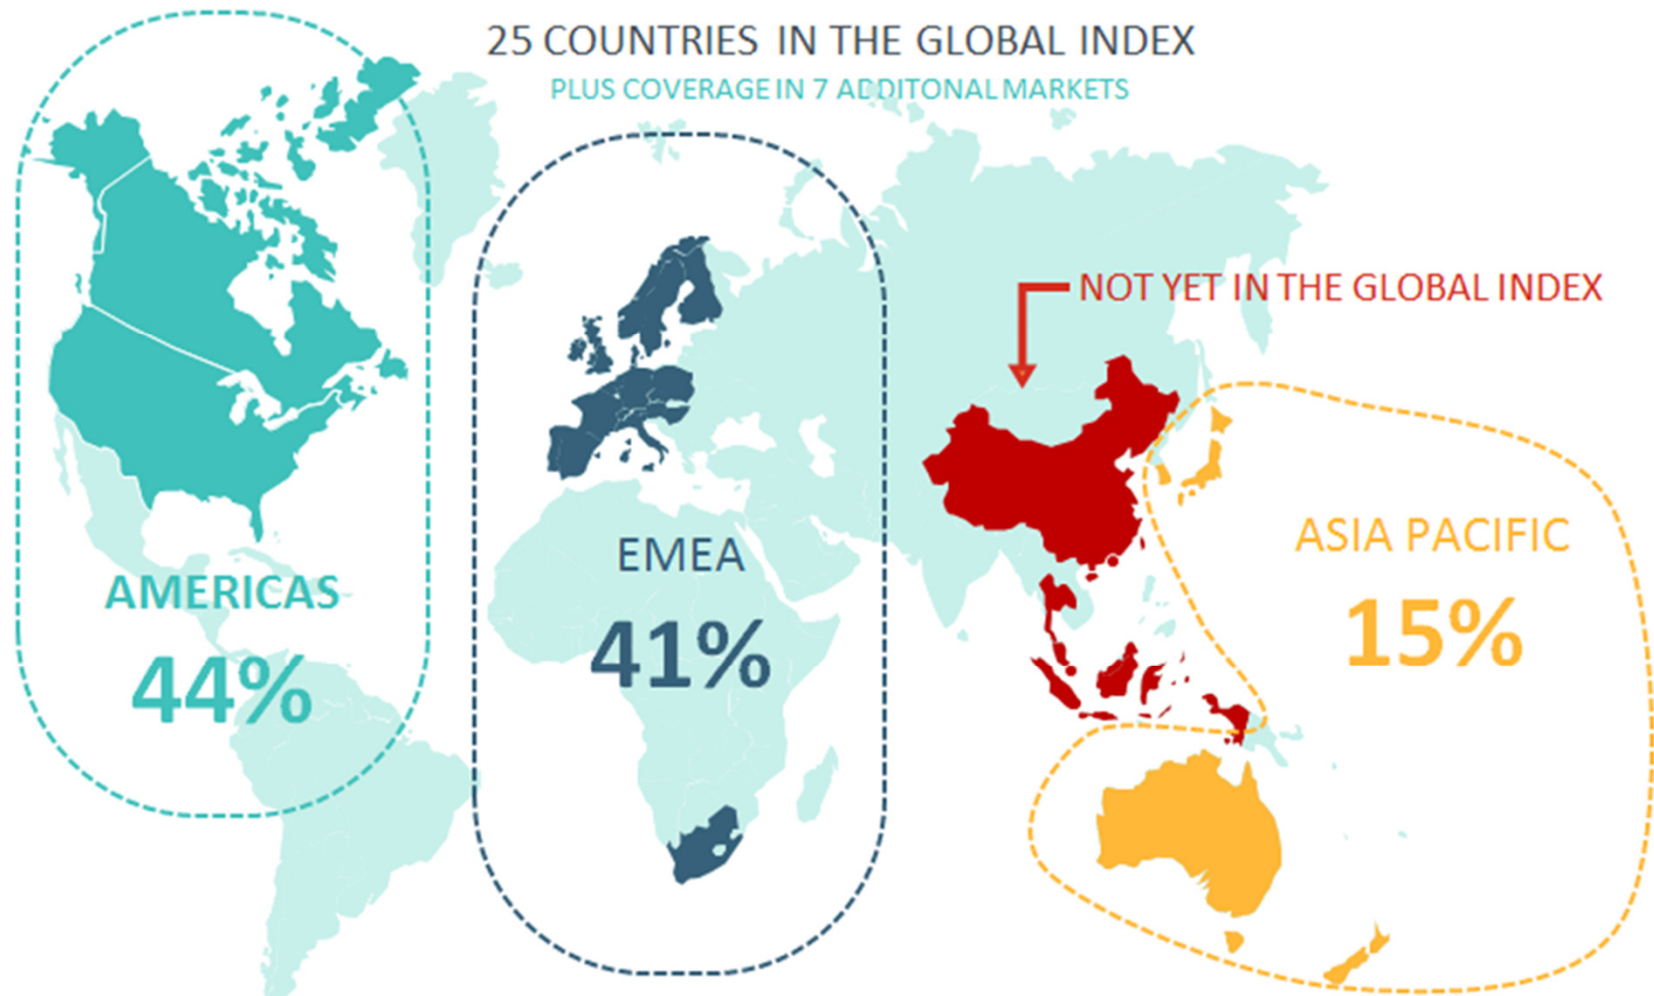 25 COUNTRIES IN THE GLOBAL INDEX
PLUS COVERAGE IN 7 ADDITONAL MARKETS
NOT YET IN THE GLOBAL INDEX
AMERICAS
44%
EMEA
41%
ASIA PACIFIC
15%